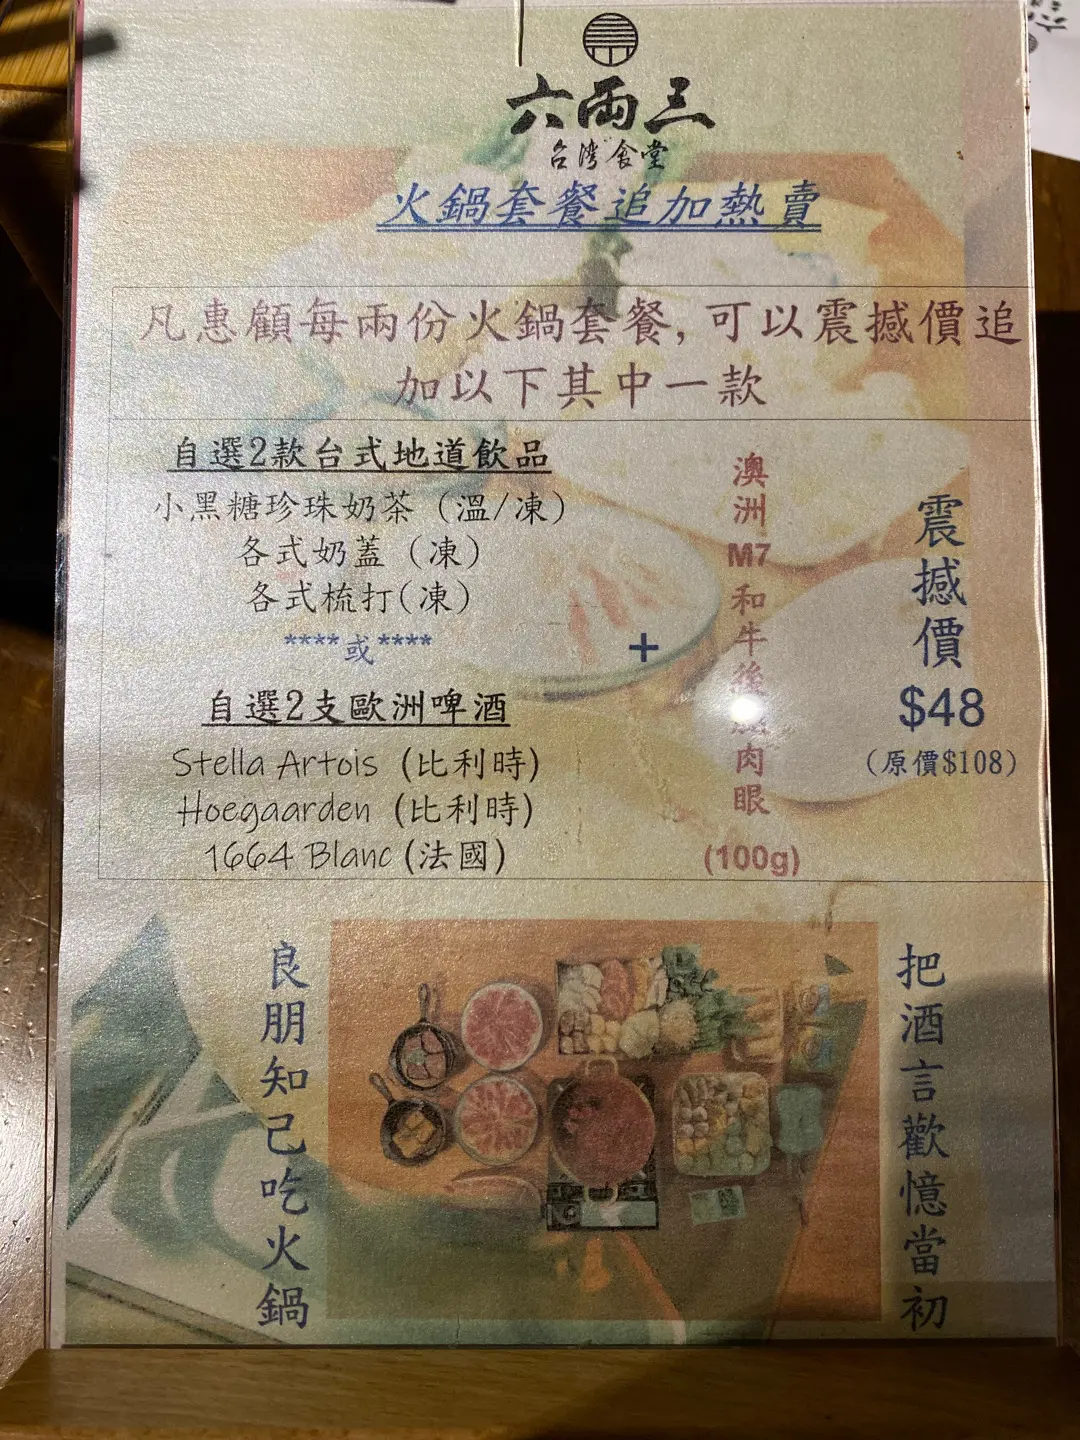 六兩三
台灣食堂
火鍋套餐追加熱賣
凡惠顧每兩份火鍋套餐,可以震撼價追
加以下其中一款
自選2款台式地道飲品
小黑糖珍珠奶茶 (溫/凍)
各式奶蓋 (凍)
各式梳打(凍)
****或****
自選2支歐洲啤酒
Stella Artois (比利時)
Hoegaarden (比利時)
1664 Blanc (法國)
+
澳洲M7和牛後肉眼
(100g)
震撼價
$48
(原價$108)
良朋知己吃火鍋
把酒言歡憶當初